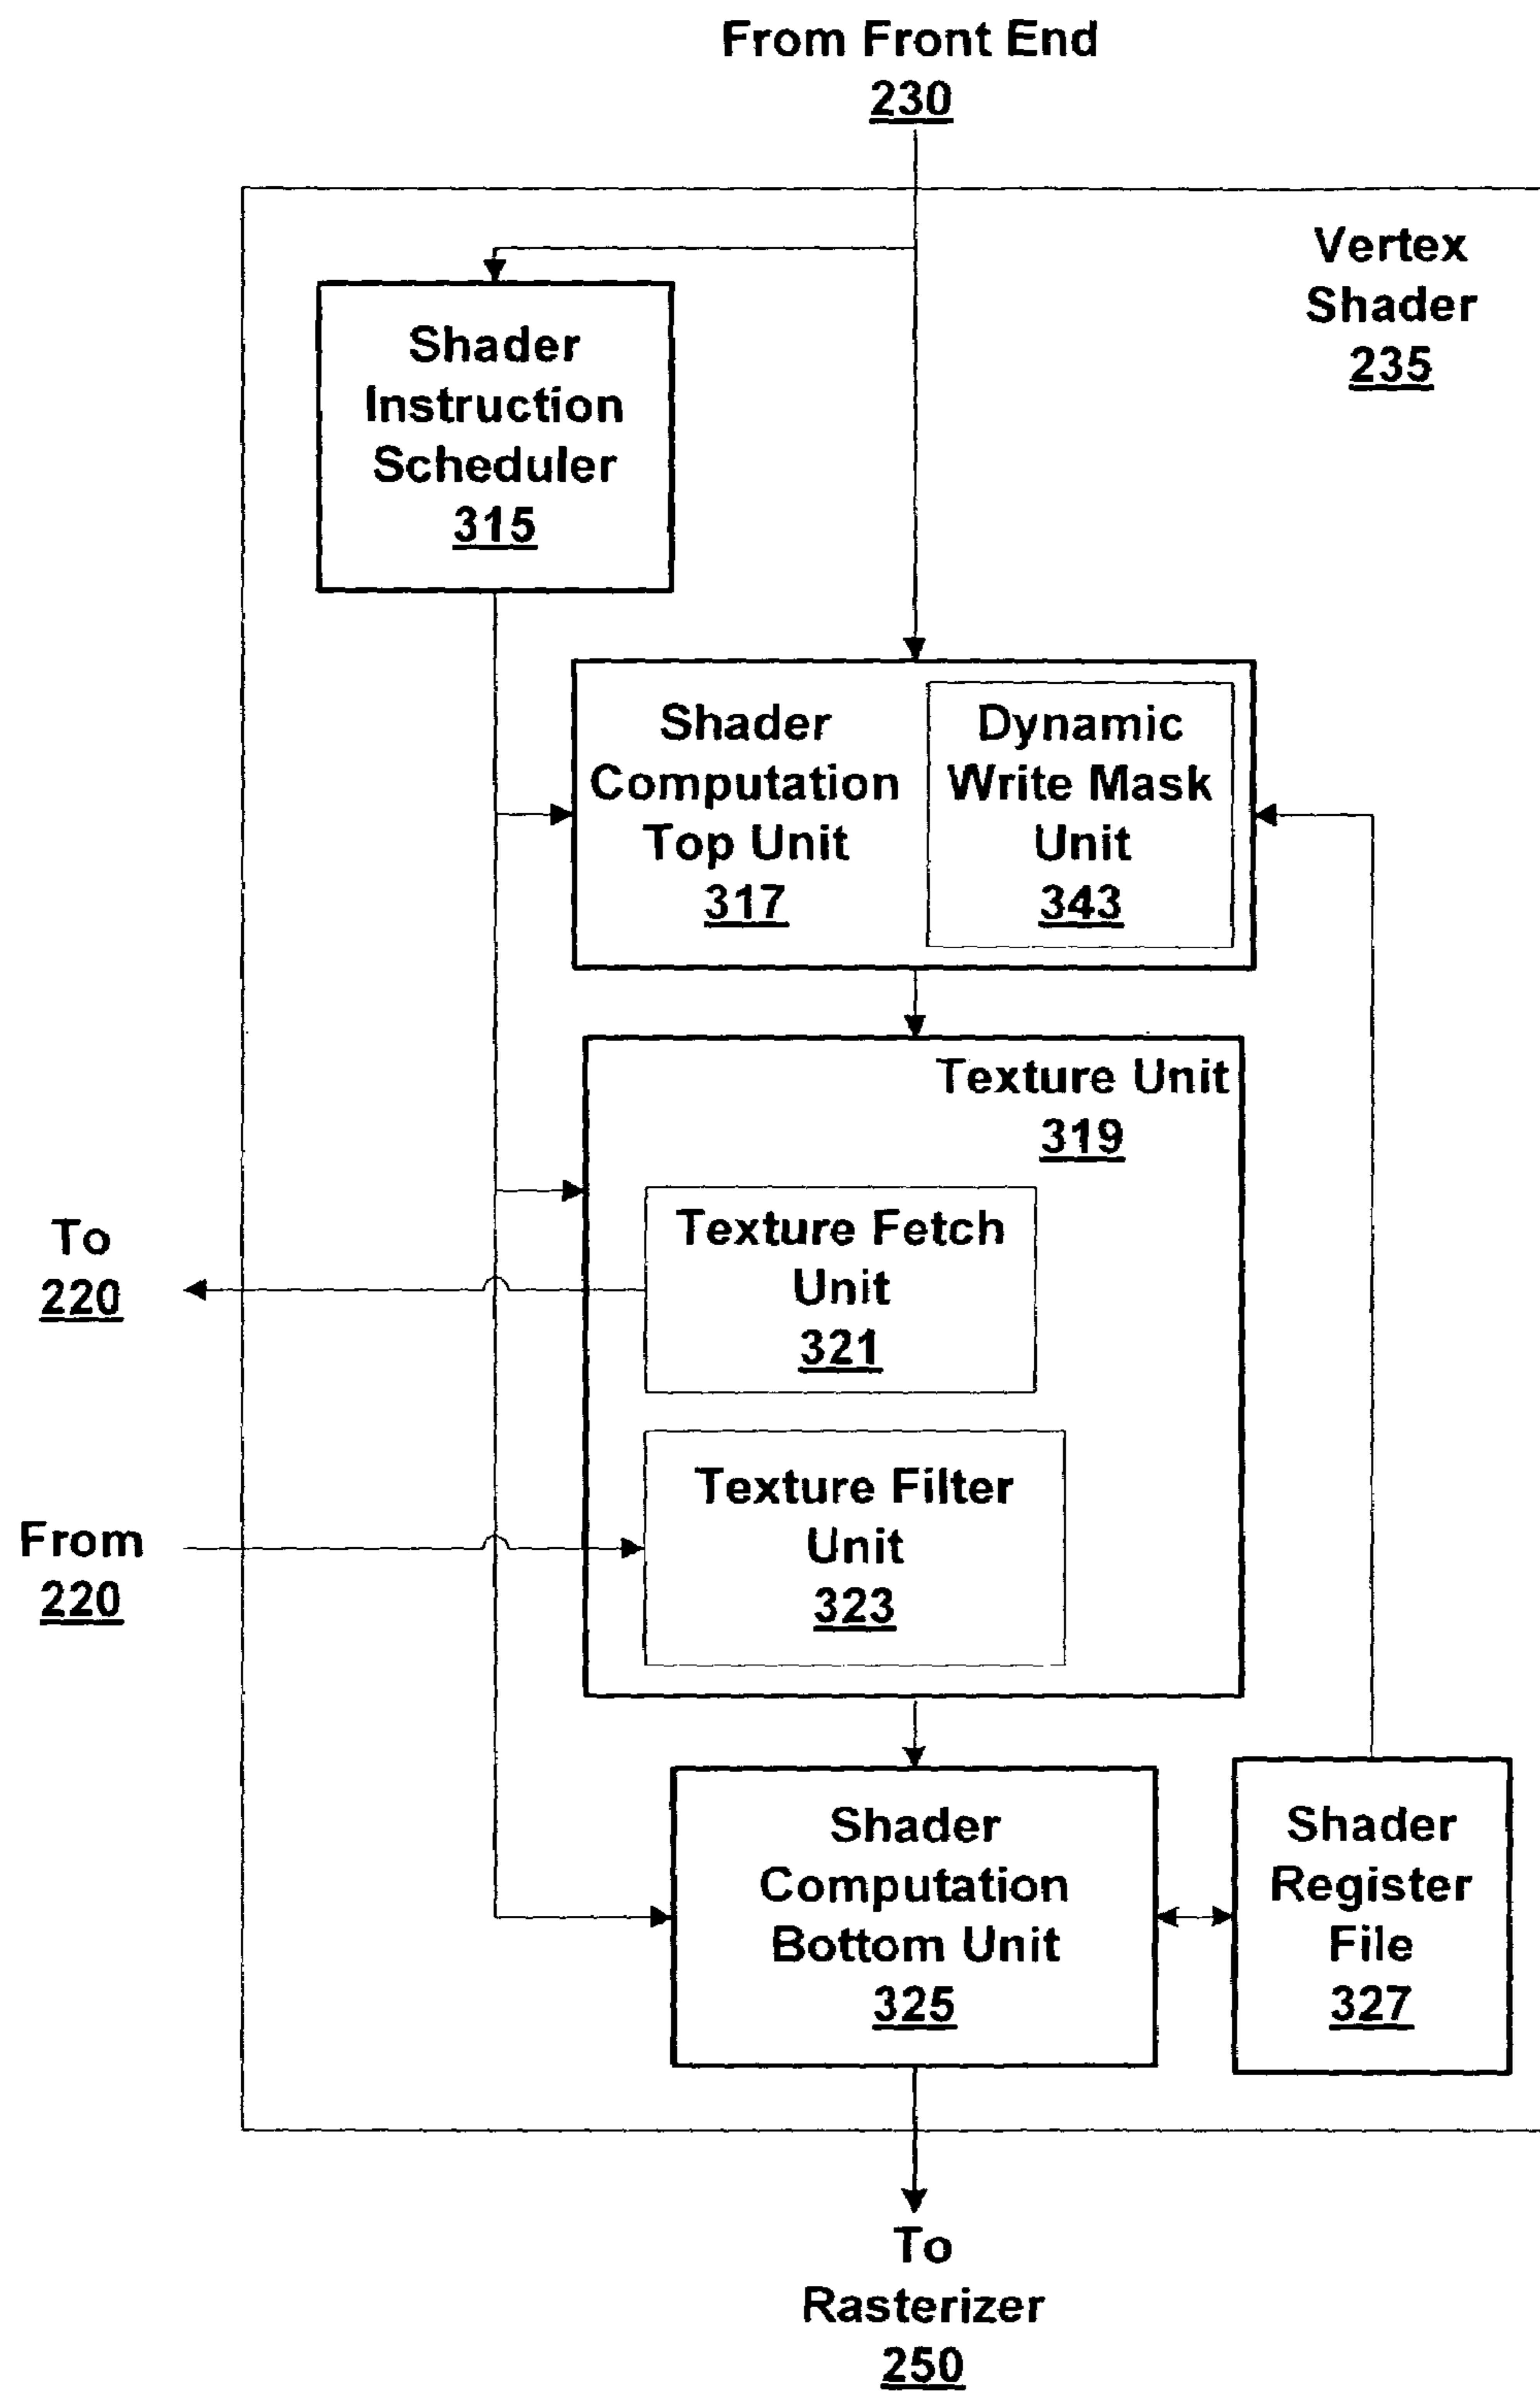 From Front End
230
Vertex
Shader
235
Shader
Instruction
Scheduler
315
Shader
Computation
Top Unit
317
Dynamic
Write Mask
Unit
343
Texture Unit
319
Texture Fetch
Unit
321
To
220
Texture Filter
Unit
323
From
220
Shader
Computation
Bottom Unit
325
Shader
Register
File
327
To
Rasterizer
250